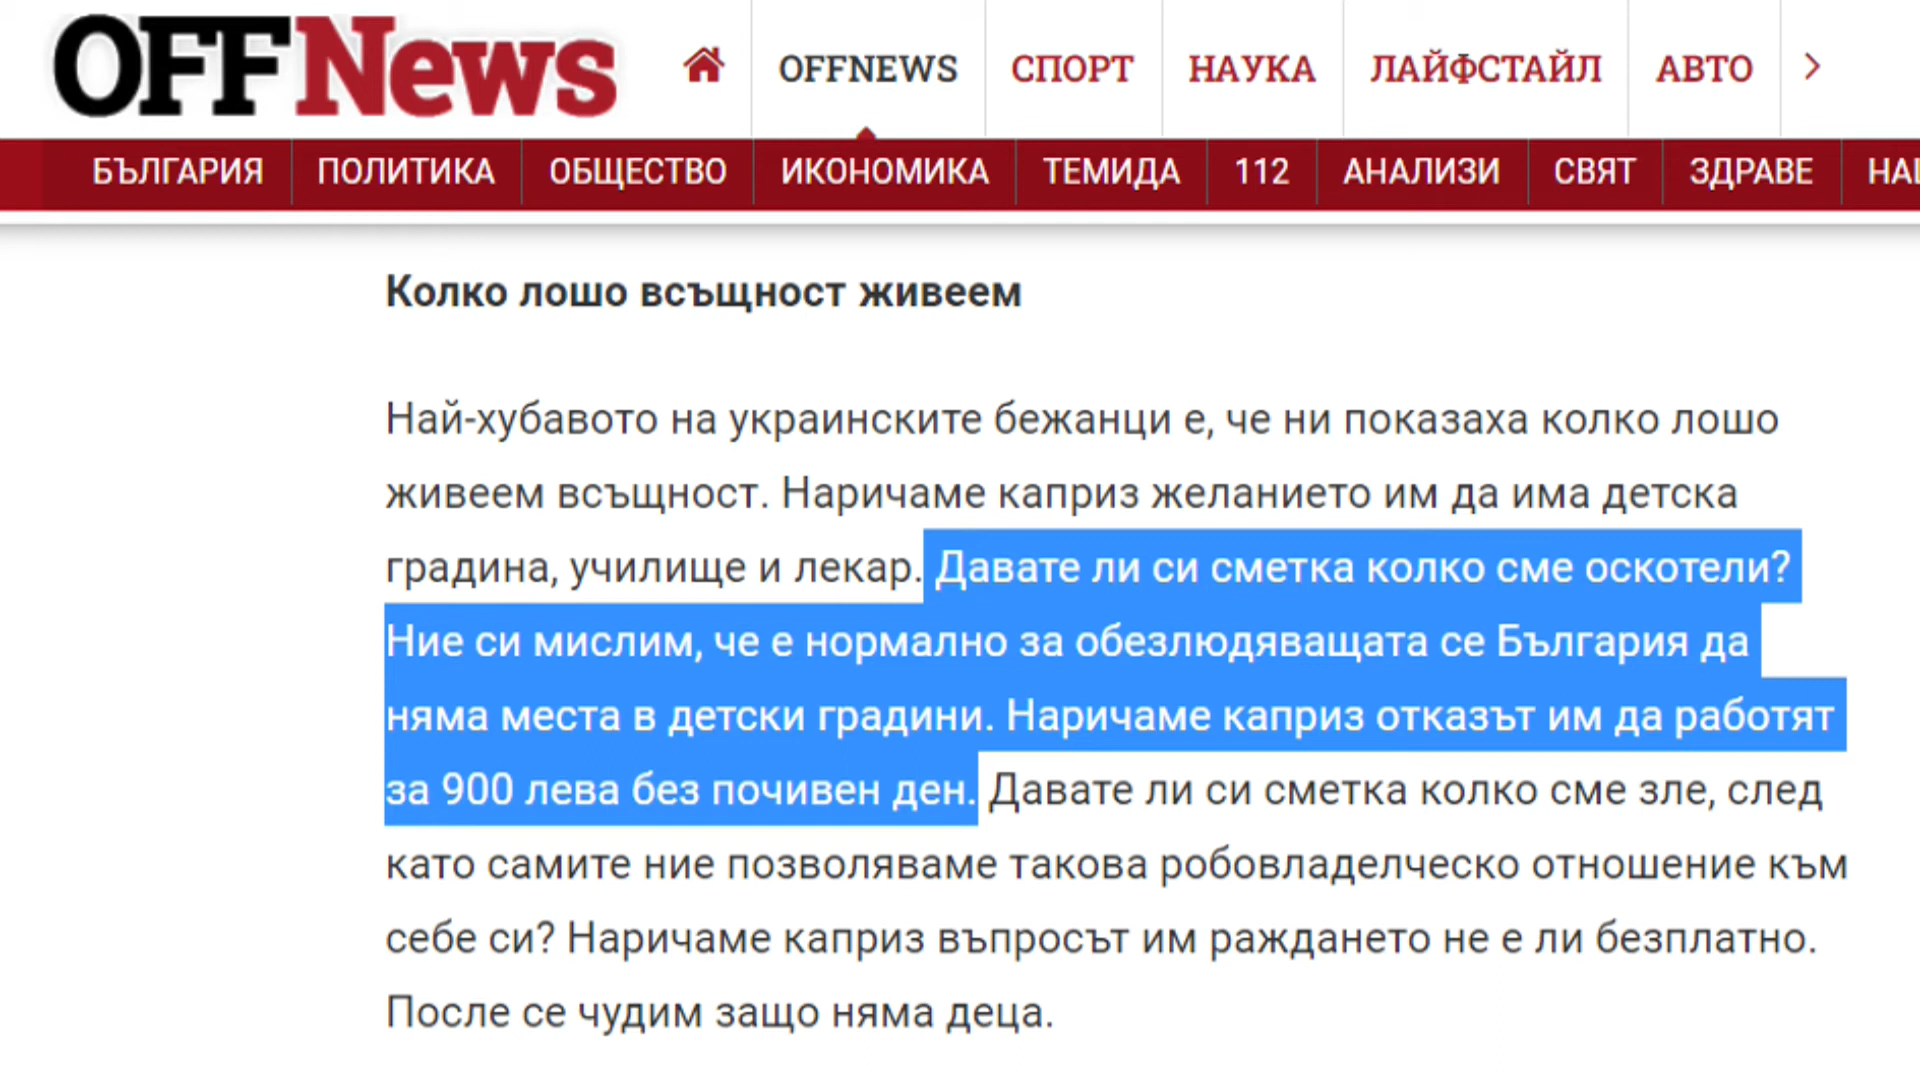 OFFNews
OFFNEWS СПОРТ НАУКА ЛАЙФСТАЙЛ АВТО
БЪЛГАРИЯ ПОЛИТИКА ОБЩЕСТВО ИКОНОМИКА ТЕМИДА 112 АНАЛИЗИ СВЯТ ЗДРАВЕ
Колко лошо всъщност живеем
Най-хубавото на украинските бежанци е, че ни показаха колко лошо
живеем всъщност. Наричаме каприз желанието им да има детска
градина, училище и лекар. Давате ли си сметка колко сме оскотели?
Ние си мислим, че е нормално за обезлюдяващата се България да
няма места в детски градини. Наричаме каприз отказът им да работят
за 900 лева без почивен ден. Давате ли си сметка колко сме зле, след
като самите ние позволяваме такова робовладелческо отношение към
себе си? Наричаме каприз въпросът им раждането не е ли безплатно.
После се чудим защо няма деца.